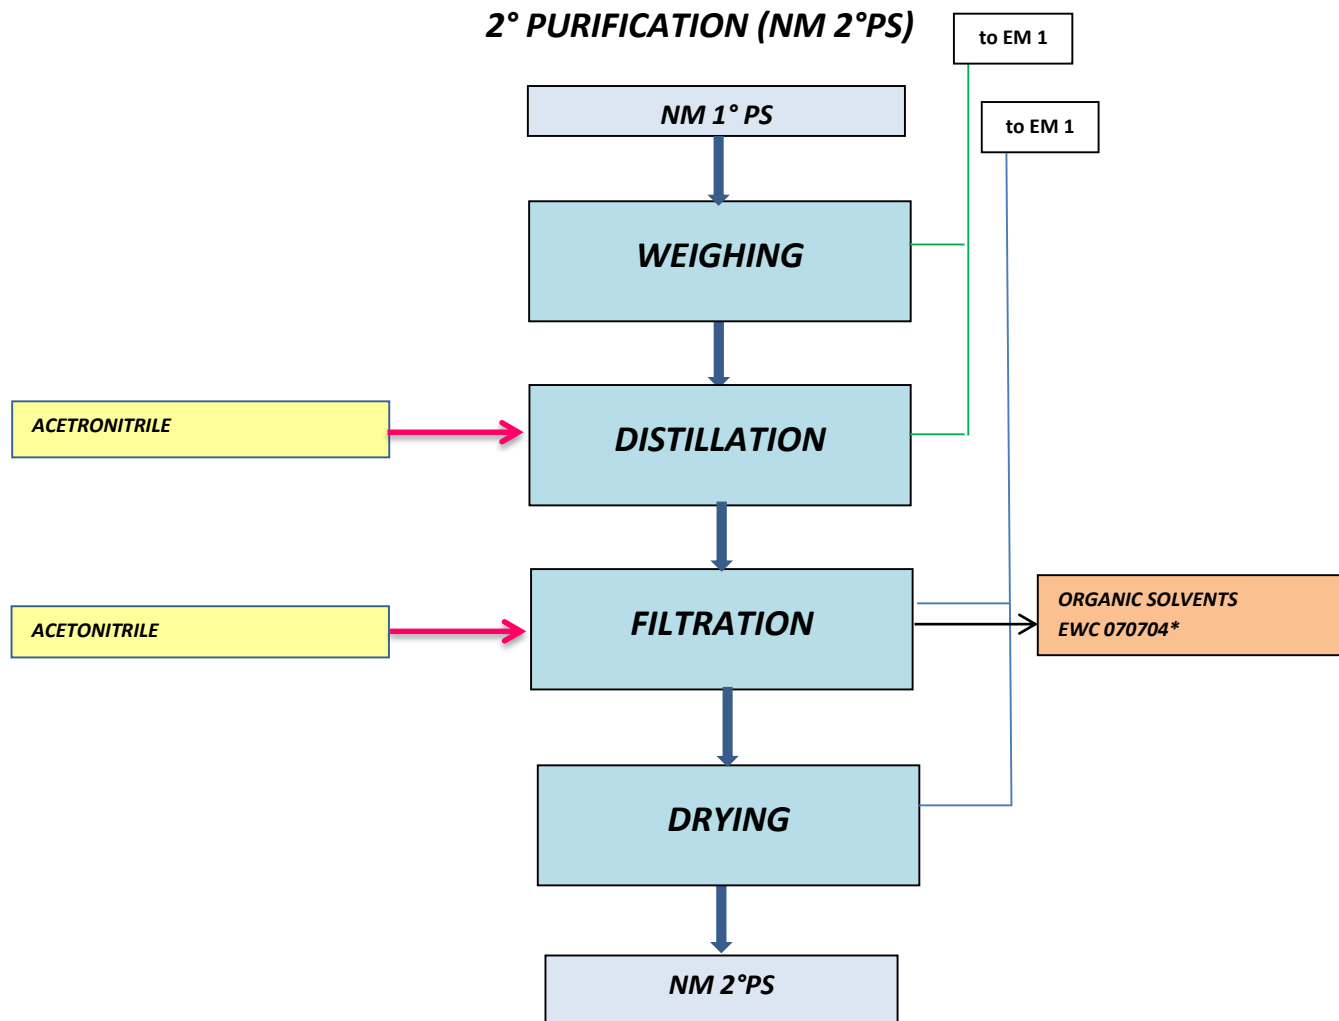 2° PURIFICATION (NM 2°PS)
to EM 1
NM 1° PS
to EM 1
WEIGHING
ACETRONITRILE
DISTILLATION
ACETONITRILE
FILTRATION
ORGANIC SOLVENTS
EWC 070704*
DRYING
NM 2°PS